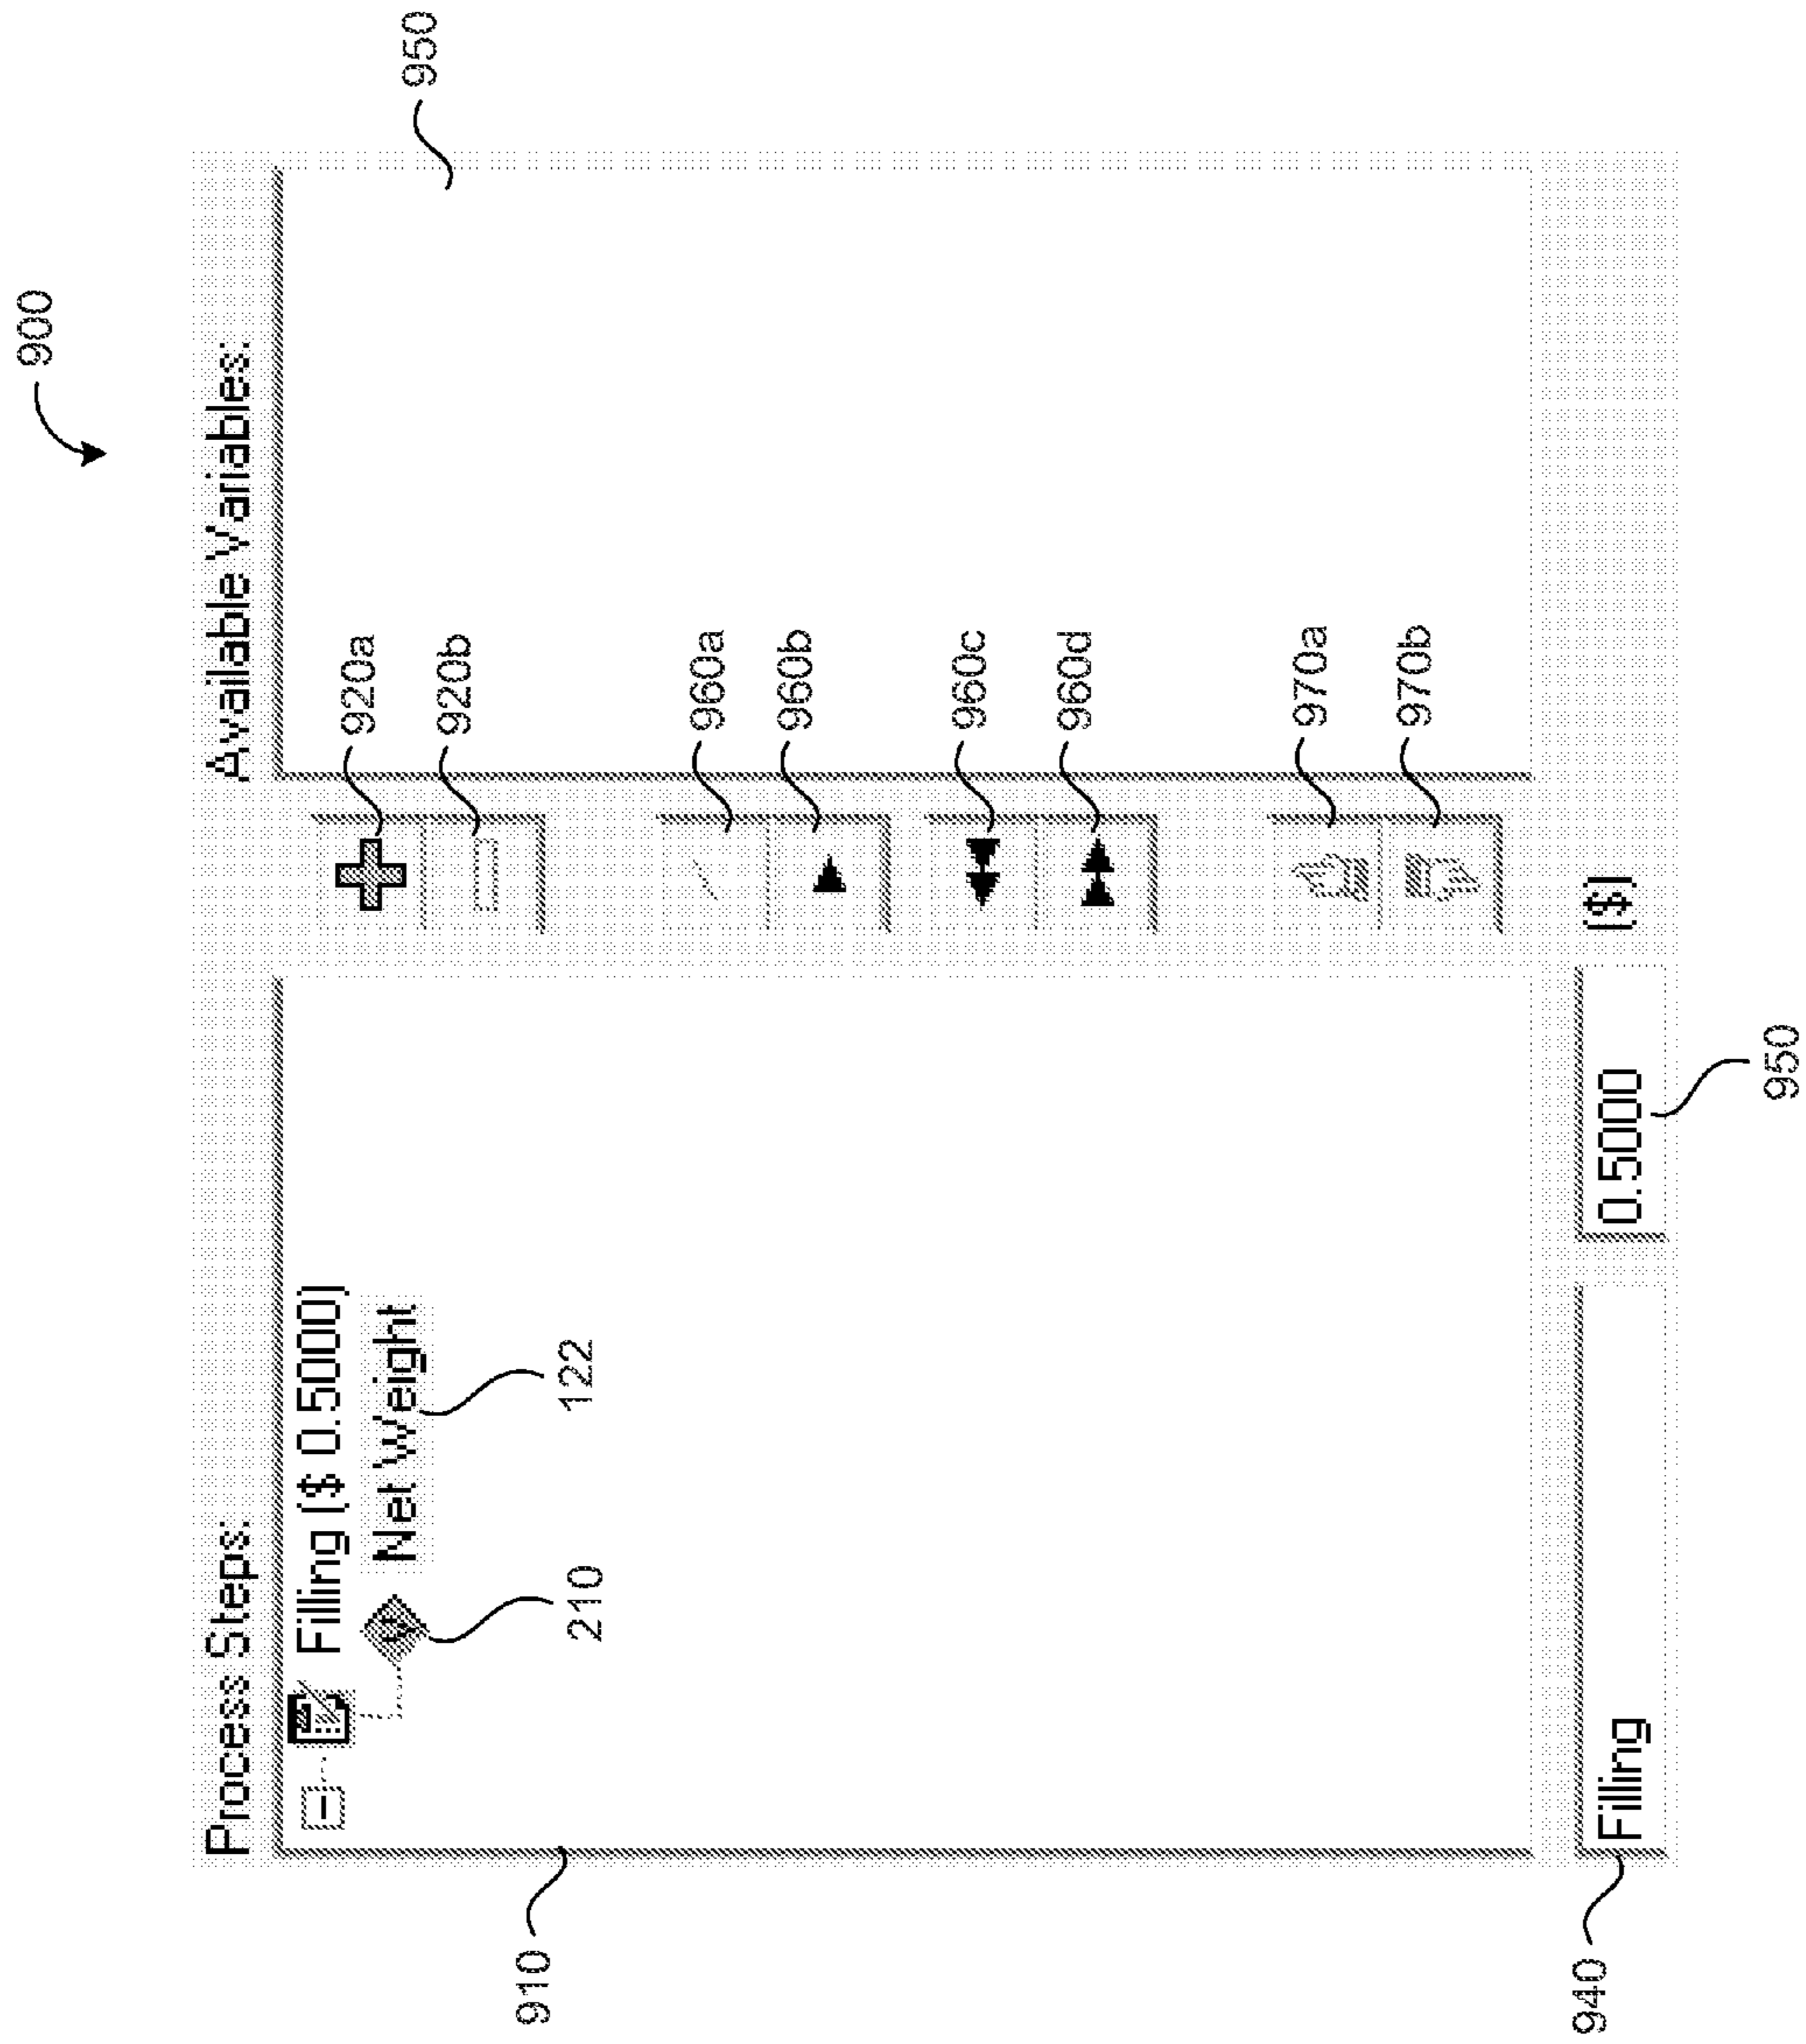 900
Process Steps:
Available Variables:
950
Filling ($ 0.5000)
Net Weight
210
122
910
920a
920b
960a
960b
960c
960d
970a
970b
Filling
0.5000
($)
940
950